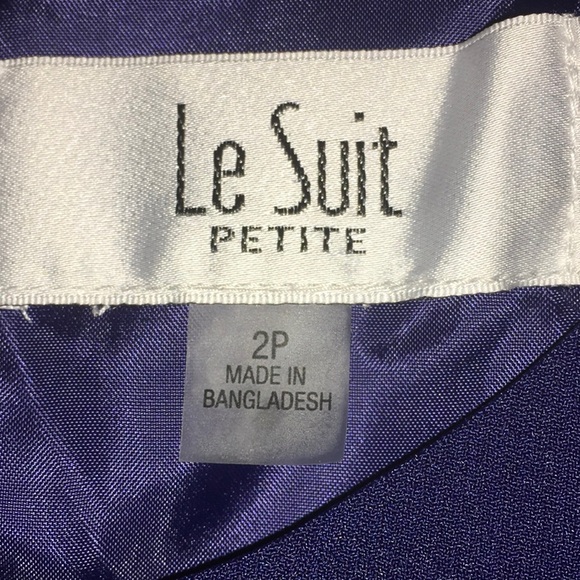 Le Suit
PETITE
2P
MADE IN
BANGLADESH